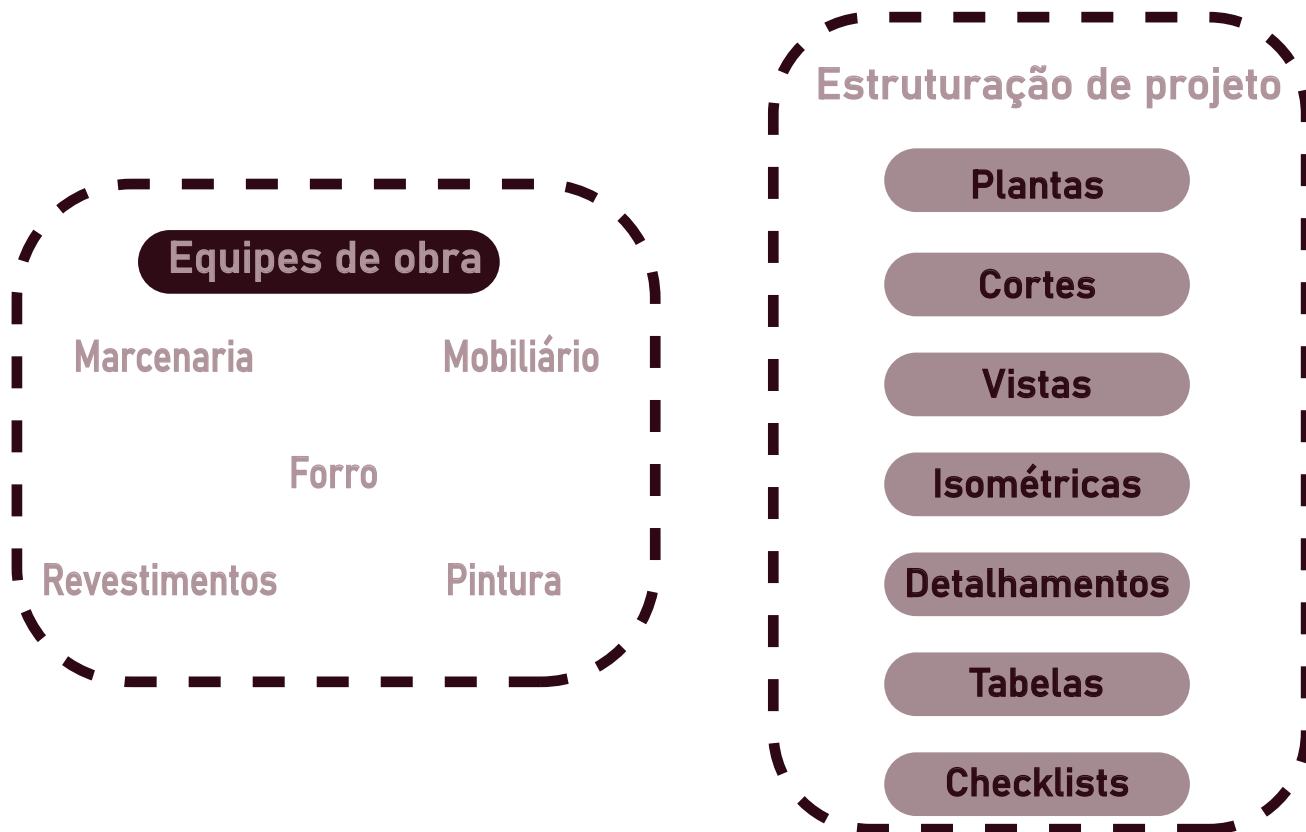 Equipes de obra
Marcenaria
Mobiliário
Forro
Revestimentos
Pintura
Estruturação de projeto
Plantas
Cortes
Vistas
Isométricas
Detalhamentos
Tabelas
Checklists